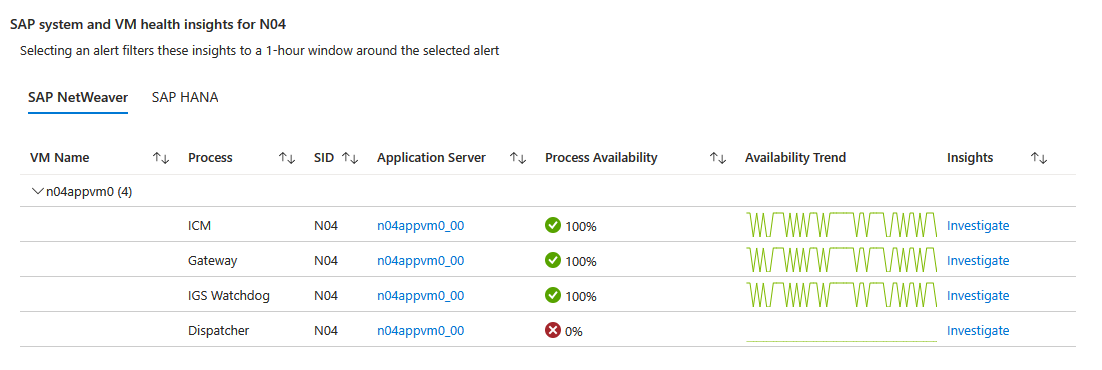 SAP system and VM health insights for N04
Selecting an alert filters these insights to a 1-hour window around the selected alert
SAP NetWeaver SAP HANA
VM Name Process SID Application Server Process Availability Availability Trend Insights
n04appvm0 (4)
ICM N04 n04appvm0_00 100% Investigate
Gateway N04 n04appvm0_00 100% Investigate
IGS Watchdog N04 n04appvm0_00 100% Investigate
Dispatcher N04 n04appvm0_00 0% Investigate